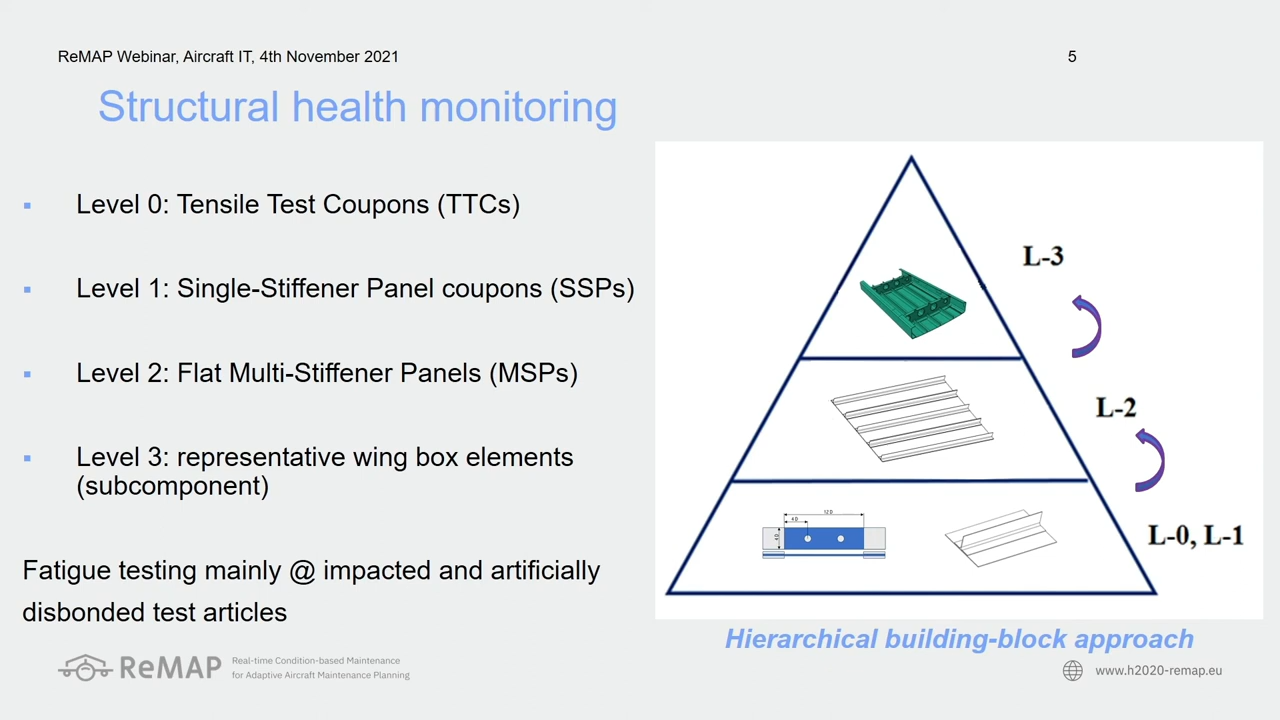 ReMAP Webinar, Aircraft IT, 4th November 2021
5
Structural health monitoring
▪ Level 0: Tensile Test Coupons (TTCs)
▪ Level 1: Single-Stiffener Panel coupons (SSPs)
▪ Level 2: Flat Multi-Stiffener Panels (MSPs)
▪ Level 3: representative wing box elements
(subcomponent)
Fatigue testing mainly @ impacted and artificially
disbonded test articles
L-3
L-2
L-0, L-1
12 D
4 D
6 D
Hierarchical building-block approach
ReMAP
Real-time Condition-based Maintenance
for Adaptive Aircraft Maintenance Planning
www.h2020-remap.eu